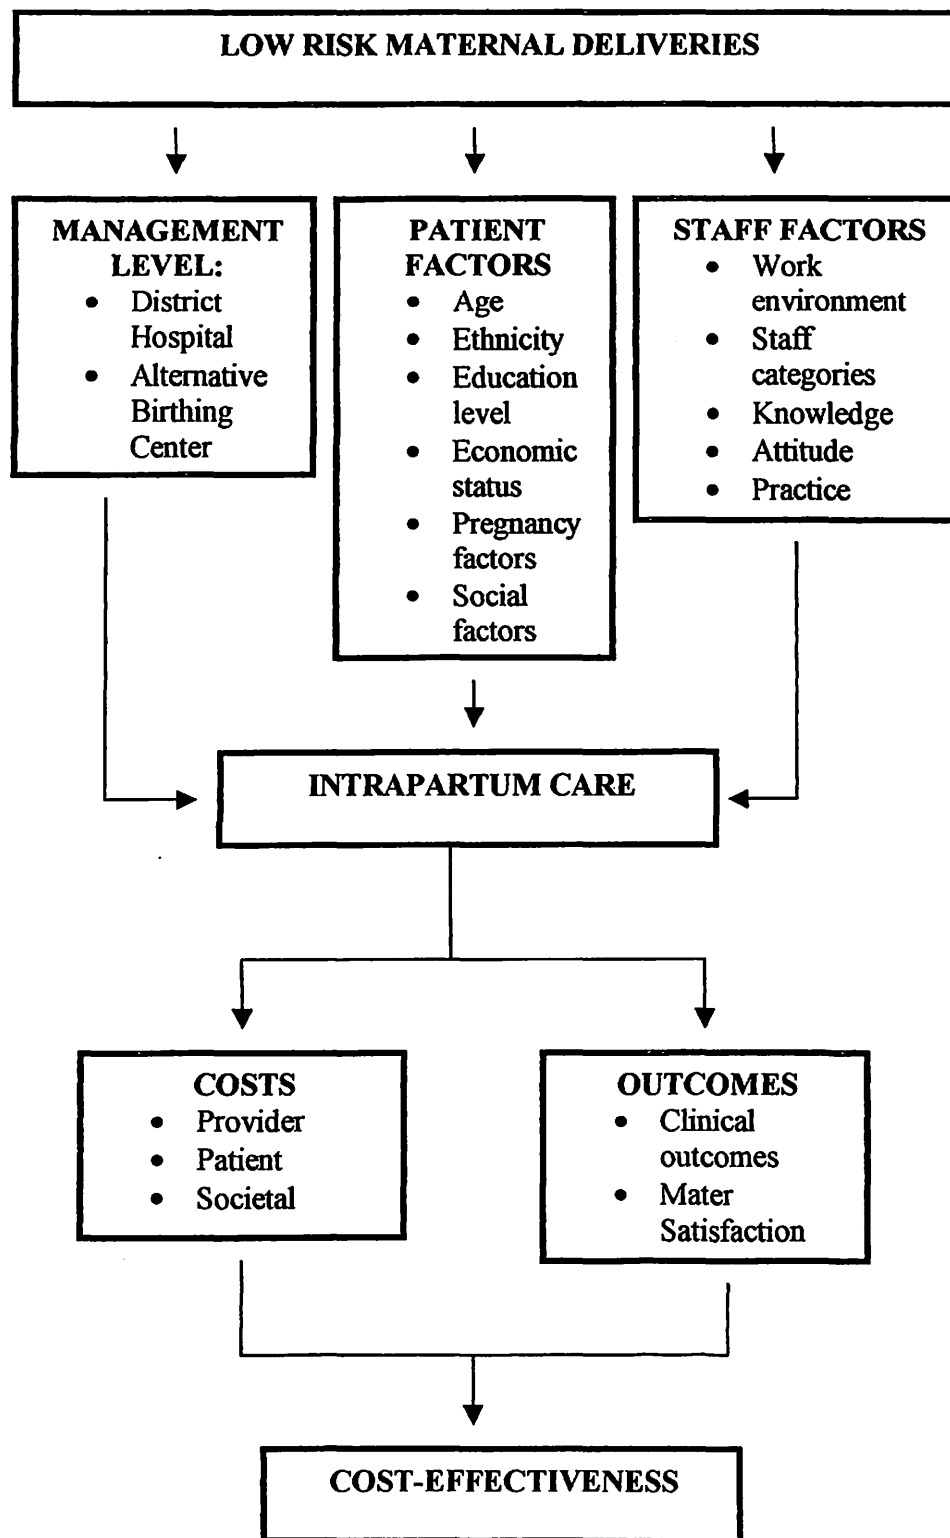 LOW RISK MATERNAL DELIVERIES
MANAGEMENT
LEVEL:
• District
Hospital
• Alternative
Birthing
Center
PATIENT
FACTORS
• Age
• Ethnicity
• Education
level
• Economic
status
• Pregnancy
factors
• Social
factors
STAFF FACTORS
• Work
environment
• Staff
categories
• Knowledge
• Attitude
• Practice
INTRAPARTUM CARE
COSTS
• Provider
• Patient
• Societal
OUTCOMES
• Clinical
outcomes
• Mater
Satisfaction
COST-EFFECTIVENESS